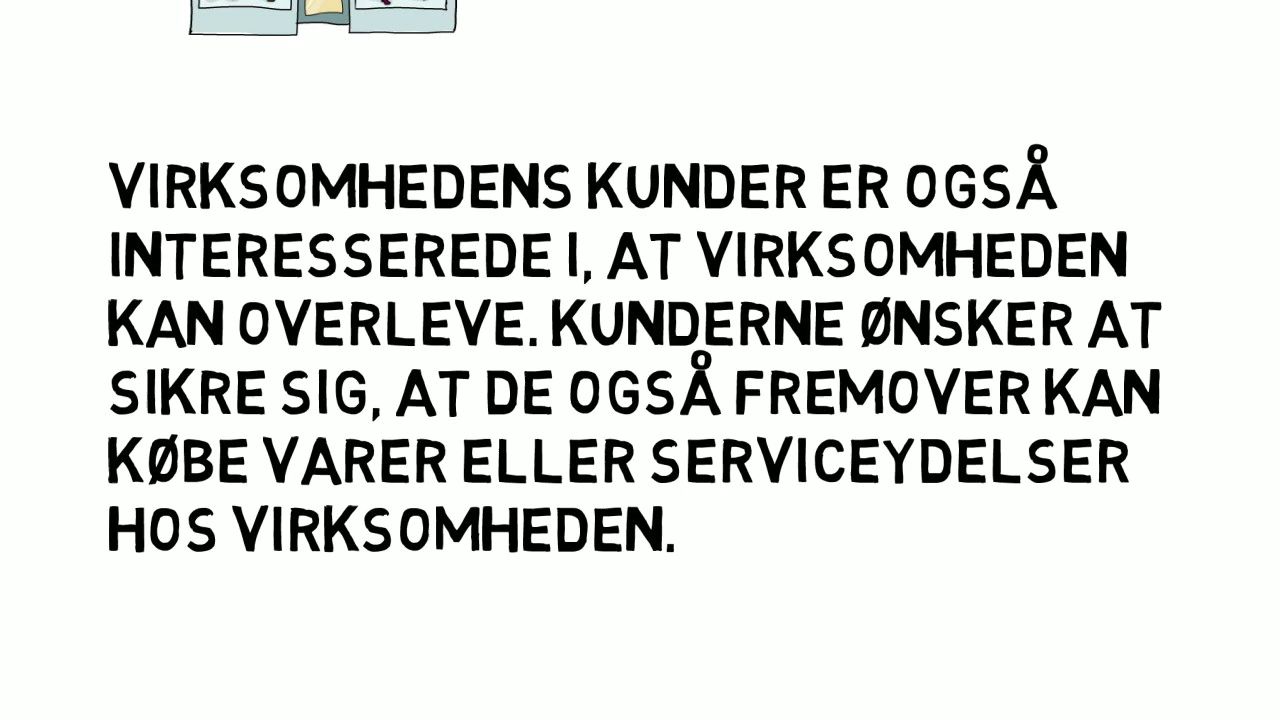 VIRKSOMHEDENS KUNDER ER OGSÅ
INTERESSEREDE I, AT VIRKSOMHEDEN
KAN OVERLEVE. KUNDERNE ØNSKER AT
SIKRE SIG, AT DE OGSÅ FREMOVER KAN
KØBE VARER ELLER SERVICEYDELSER
HOS VIRKSOMHEDEN.